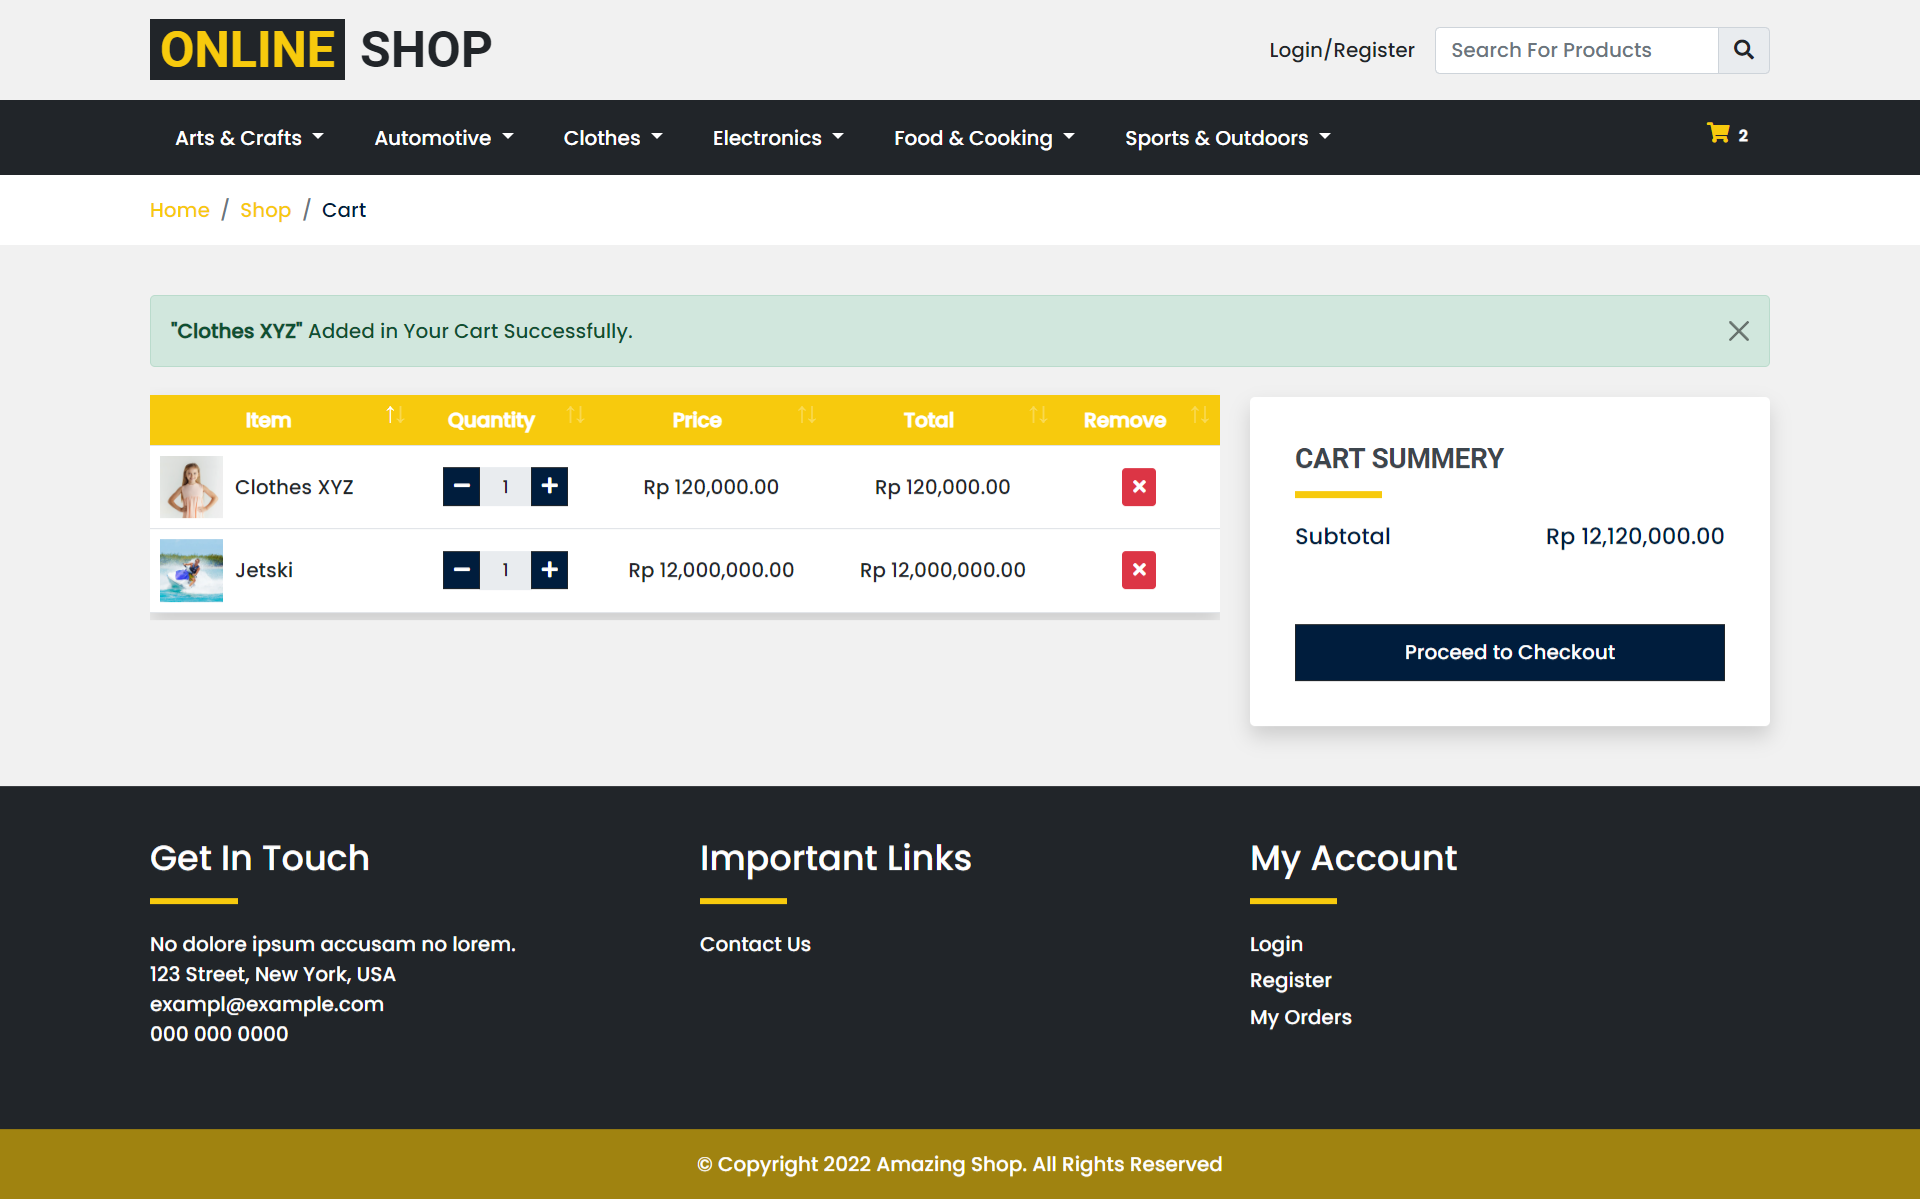 ONLINE SHOP
Login/Register
Search For Products
Arts & Crafts
Automotive
Clothes
Electronics
Food & Cooking
Sports & Outdoors
2
Home / Shop / Cart
"Clothes XYZ" Added in Your Cart Successfully.
Item Quantity Price Total Remove
Clothes XYZ 1 Rp 120,000.00 Rp 120,000.00
Jetski 1 Rp 12,000,000.00 Rp 12,000,000.00
CART SUMMERY
Subtotal Rp 12,120,000.00
Proceed to Checkout
Get In Touch
No dolore ipsum accusam no lorem.
123 Street, New York, USA
exampl@example.com
000 000 0000
Important Links
Contact Us
My Account
Login
Register
My Orders
© Copyright 2022 Amazing Shop. All Rights Reserved